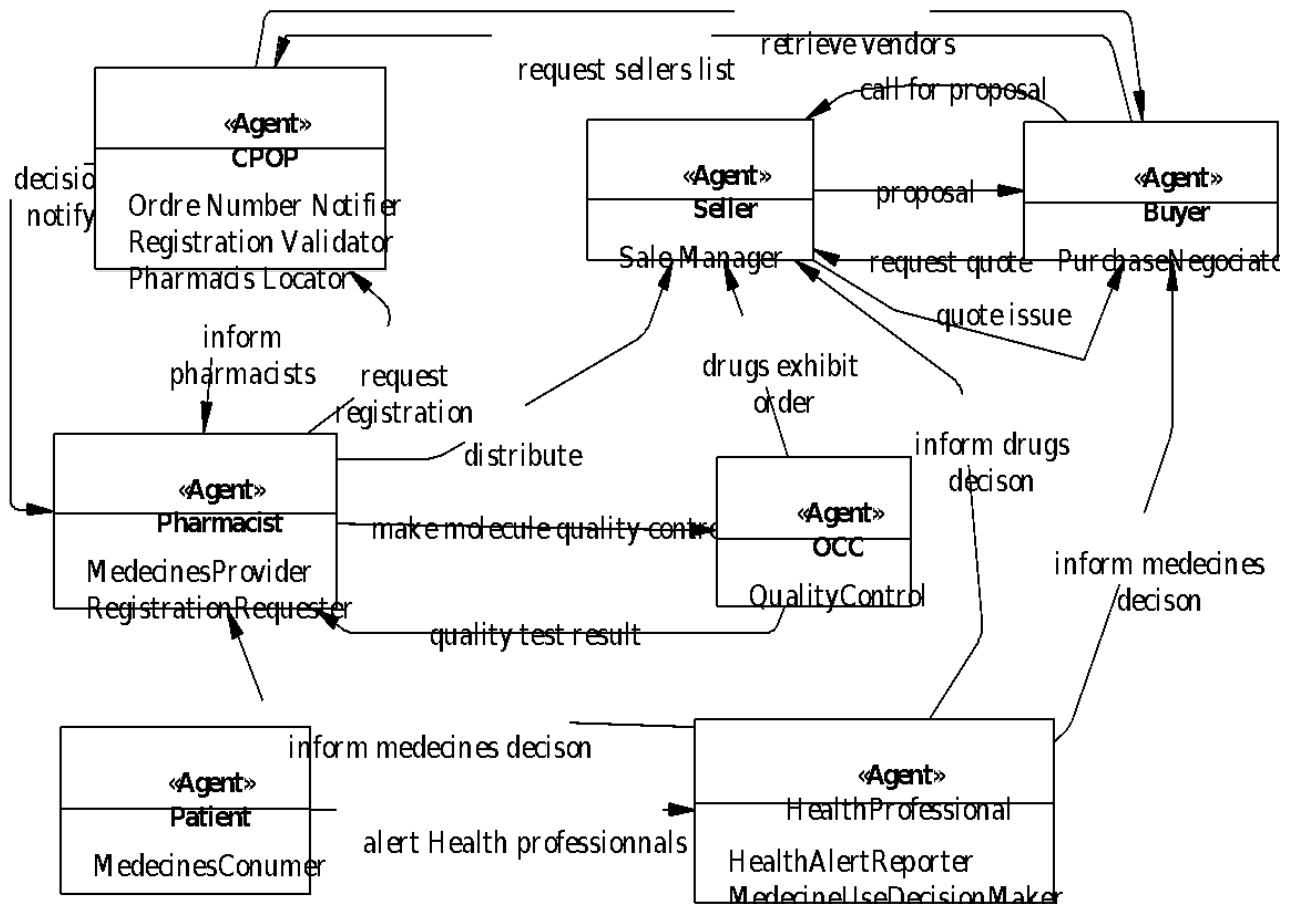 retrieve vendors
request sellers list
call for proposal
«Agent»
CPOP
Ordre Number Notifier
Registration Validator
Pharmacis Locator
decisio
notify
«Agent»
Seller
Sale Manager
proposal
«Agent»
Buyer
PurchaseNegociato
request quote
quote issue
inform
pharmacists
request
registration
drugs exhibit
order
distribute
inform drugs
decison
«Agent»
Pharmacist
MedecinesProvider
RegistrationRequester
make molecule quality contro
«Agent»
OCC
QualityControl
inform medecines
decison
quality test result
inform medecines decison
«Agent»
Patient
MedecinesConumer
alert Health professionnals
«Agent»
HealthProfessional
HealthAlertReporter
MedecineUseDecisionMaker